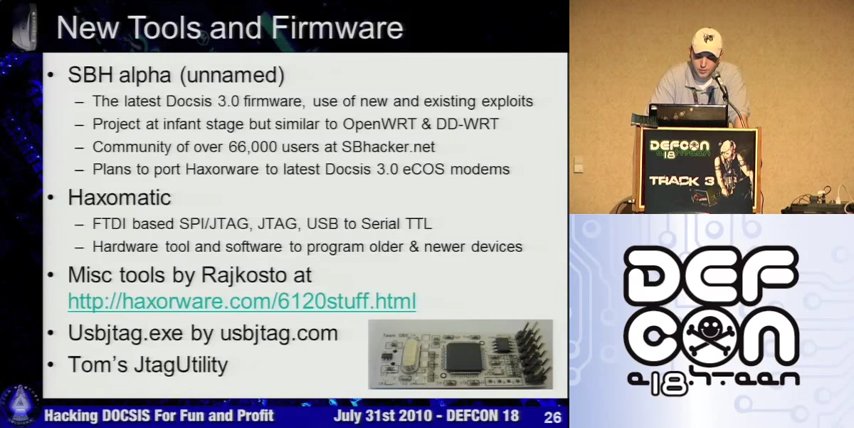 New Tools and Firmware
• SBH alpha (unnamed)
– The latest Docsis 3.0 firmware, use of new and existing exploits
– Project at infant stage but similar to OpenWRT & DD-WRT
– Community of over 66,000 users at SBhacker.net
– Plans to port Haxorware to latest Docsis 3.0 eCOS modems
• Haxomatic
– FTDI based SPI/JTAG, JTAG, USB to Serial TTL
– Hardware tool and software to program older & newer devices
• Misc tools by Rajkosto at
http://haxorware.com/6120stuff.html
• Usbjtag.exe by usbjtag.com
• Tom's JtagUtility
Hacking DOCSIS For Fun and Profit July 31st 2010 - DEFCON 18 26
DEFCON
18
TRACK 3
DEF
CON
e18h.teen